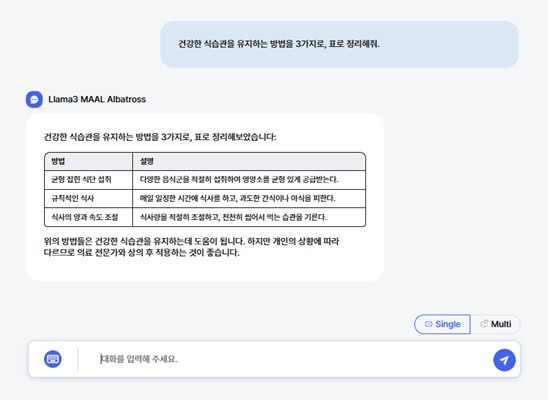 건강한 식습관을 유지하는 방법을 3가지로, 표로 정리해줘.
Llama3 MAAL Albatross
건강한 식습관을 유지하는 방법을 3가지로, 표로 정리해보았습니다:
방법 설명
균형 잡힌 식단 섭취 다양한 음식군을 적절히 섭취하여 영양소를 균형 있게 공급받는다.
규칙적인 식사 매일 일정한 시간에 식사를 하고, 과도한 간식이나 야식을 피한다.
식사의 양과 속도 조절 식사량을 적절히 조절하고, 천천히 씹어서 먹는 습관을 기른다.
위의 방법들은 건강한 식습관을 유지하는데 도움이 됩니다. 하지만 개인의 상황에 따라
다르므로 의료 전문가와 상의 후 적용하는 것이 좋습니다.
Single Multi
대화를 입력해 주세요.